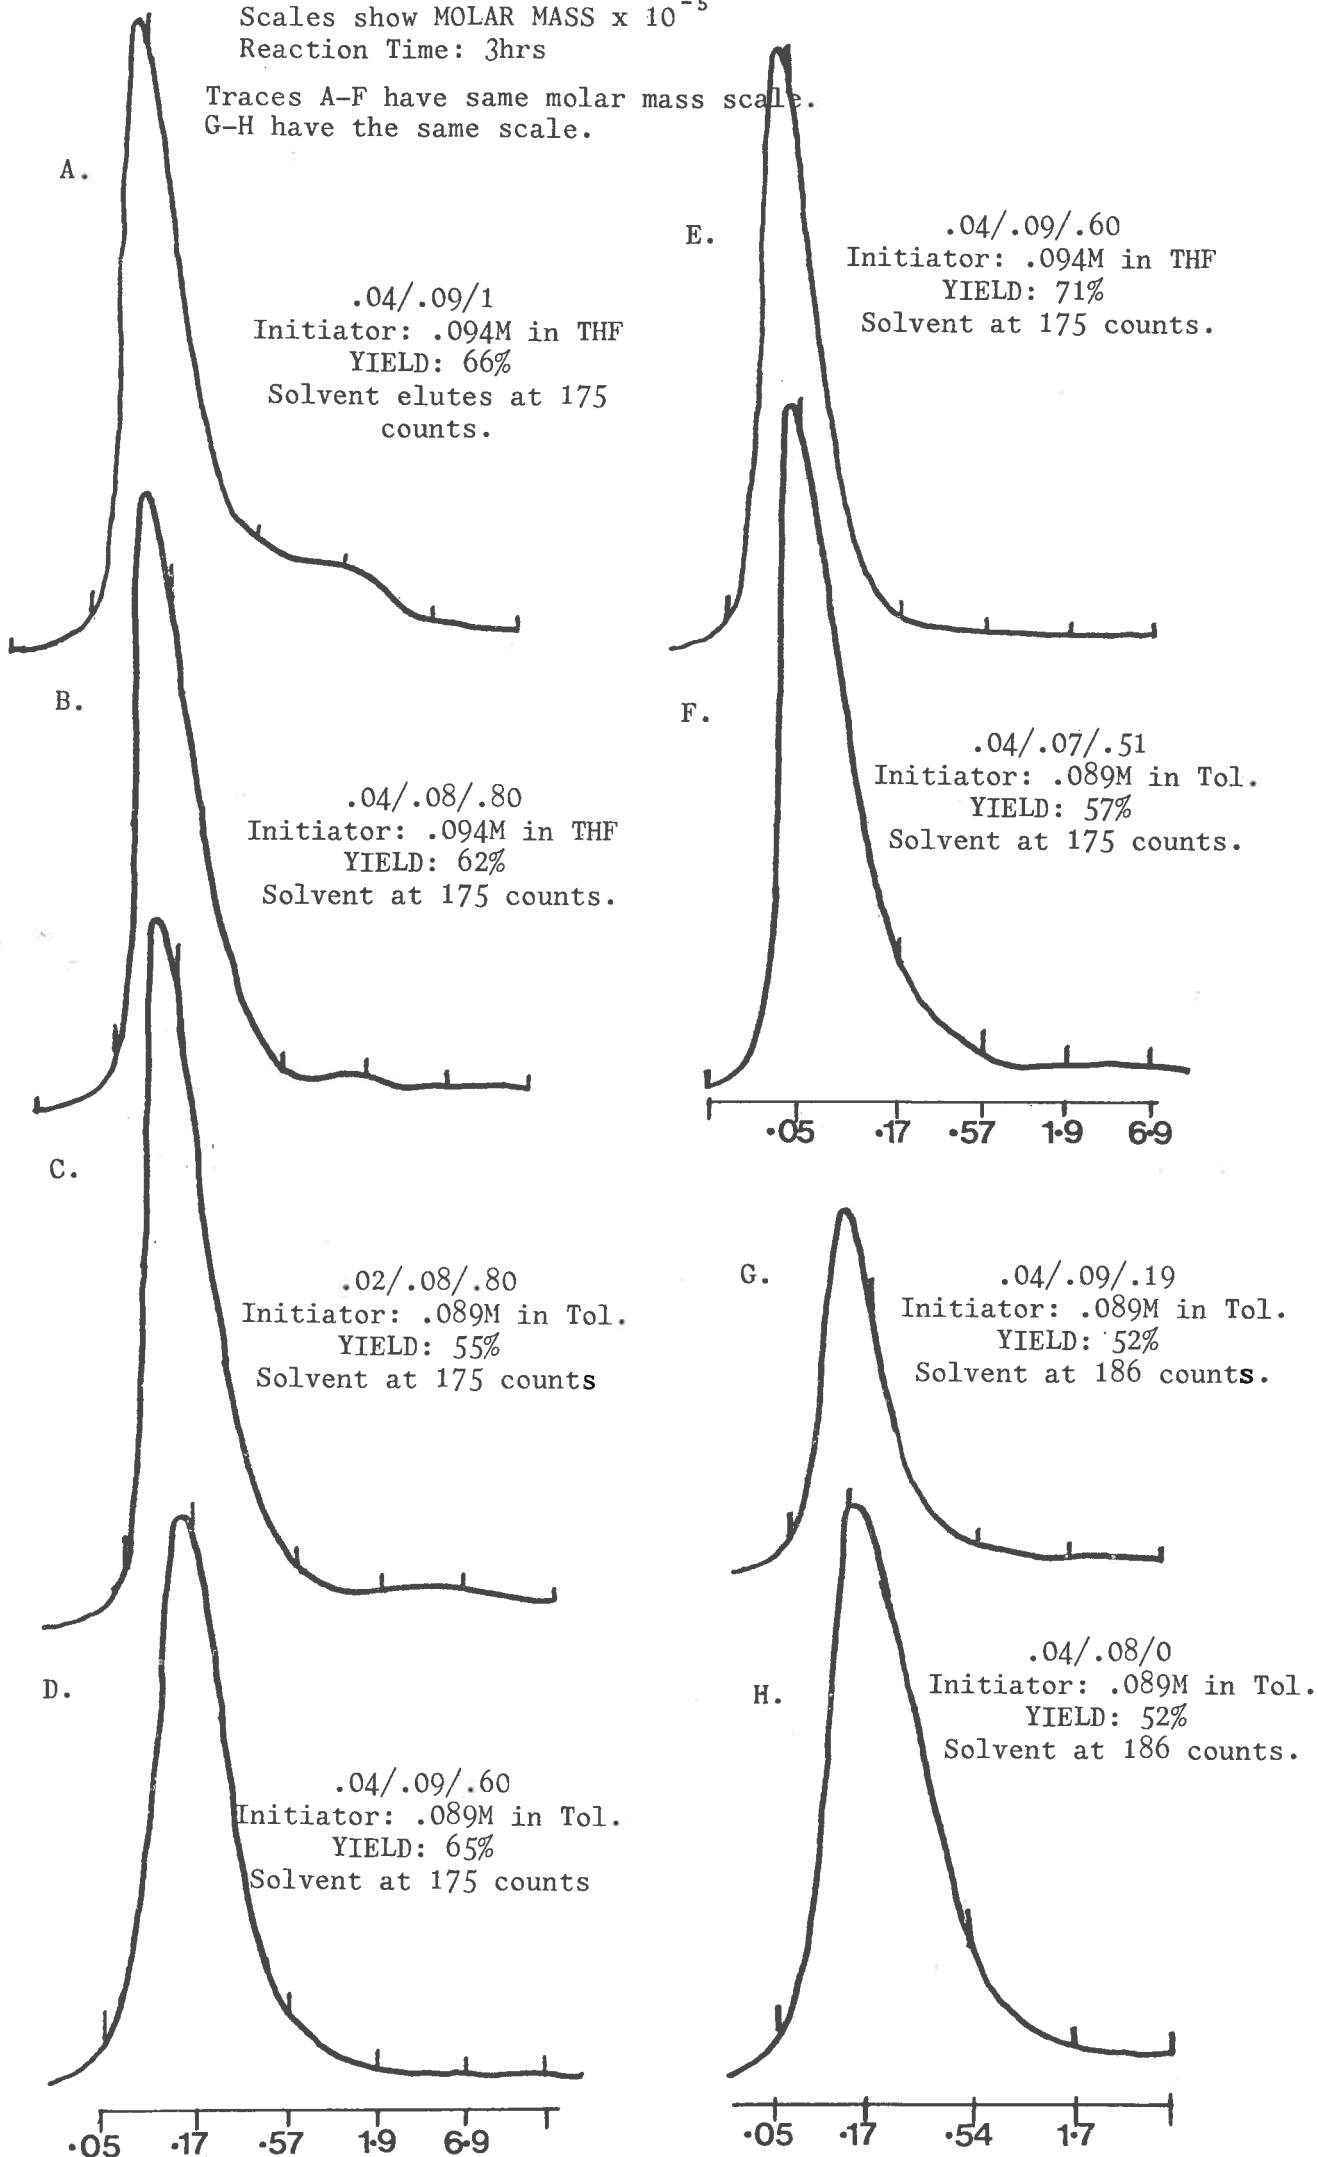 Scales show MOLAR MASS x 10-5
Reaction Time: 3hrs
Traces A-F have same molar mass scale.
G-H have the same scale.
A.
.04/.09/1
Initiator: .094M in THF
YIELD: 66%
Solvent elutes at 175
counts.
B.
.04/.08/.80
Initiator: .094M in THF
YIELD: 62%
Solvent at 175 counts.
C.
.02/.08/.80
Initiator: .089M in Tol.
YIELD: 55%
Solvent at 175 counts
D.
.04/.09/.60
Initiator: .089M in Tol.
YIELD: 65%
Solvent at 175 counts
.05 .17 .57 1.9 6.9
E.
.04/.09/.60
Initiator: .094M in THF
YIELD: 71%
Solvent at 175 counts.
F.
.04/.07/.51
Initiator: .089M in Tol.
YIELD: 57%
Solvent at 175 counts.
.05 .17 .57 1.9 6.9
G.
.04/.09/.19
Initiator: .089M in Tol.
YIELD: 52%
Solvent at 186 counts.
H.
.04/.08/0
Initiator: .089M in Tol.
YIELD: 52%
Solvent at 186 counts.
.05 .17 .54 1.7